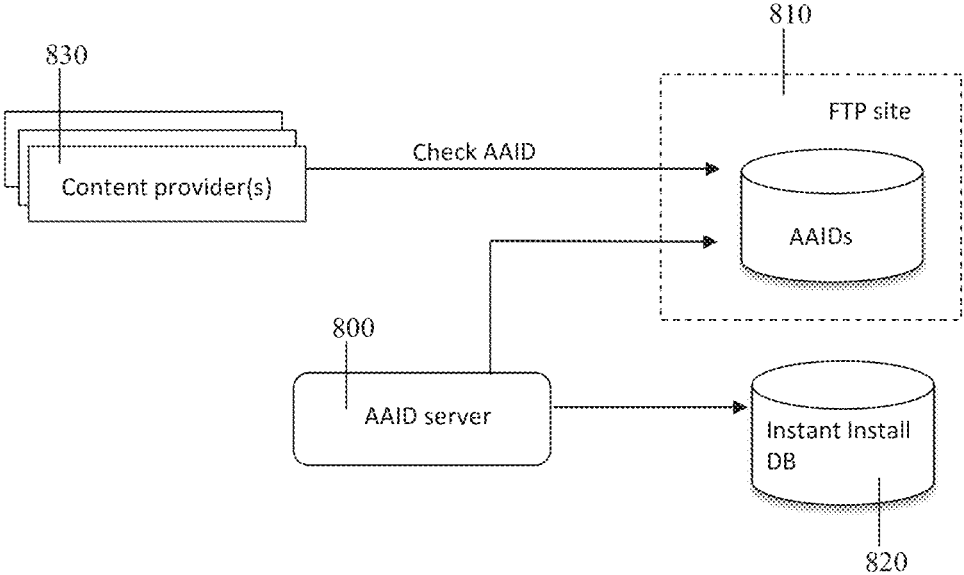 810
830
FTP site
Check AAID
Content provider(s)
AAIDs
800
AAID server
Instant Install
DB
820